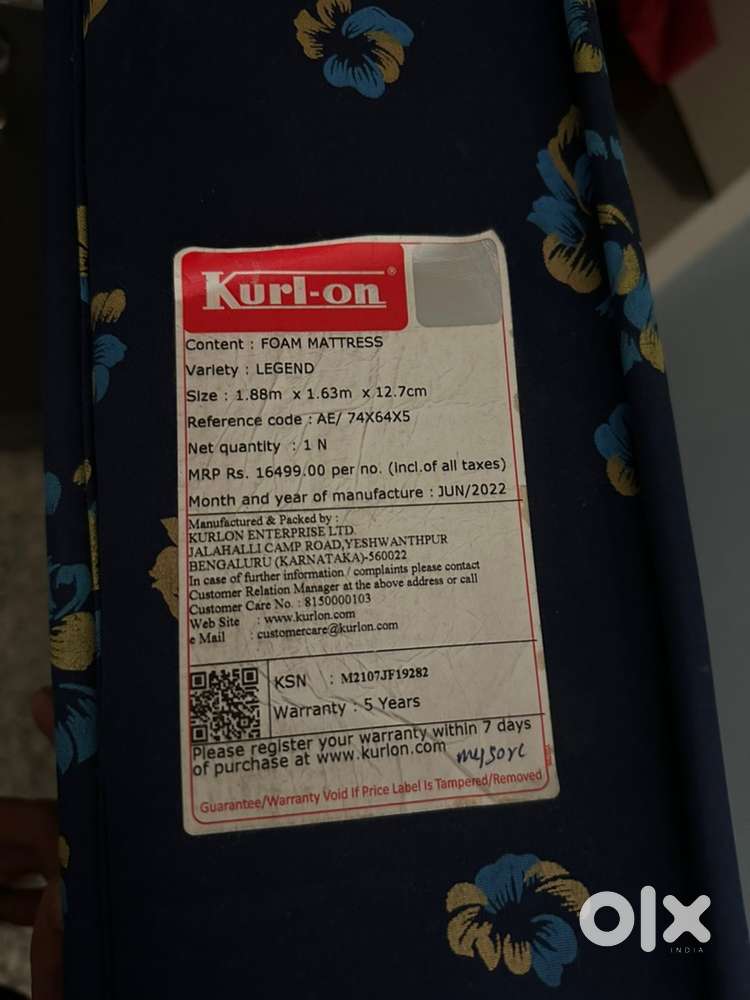 Kurl-on®
Content : FOAM MATTRESS
Variety : LEGEND
Size : 1.88m x 1.63m x 12.7cm
Reference code : AE/ 74X64X5
Net quantity : 1 N
MRP Rs. 16499.00 per no. (Incl.of all taxes)
Month and year of manufacture : JUN/2022
Manufactured & Packed by :
KURLON ENTERPRISE LTD.
JALAHALLI CAMP ROAD,YESHWANTHPUR
BENGALURU (KARNATAKA)-560022
In case of further information / complaints please contact
Customer Relation Manager at the above address or call
Customer Care No. : 8150000103
Web Site : www.kurlon.com
e Mail : customercare@kurlon.com
KSN : M2107JF19282
Warranty : 5 Years
Please register your warranty within 7 days
of purchase at www.kurlon.com mysore
Guarantee/Warranty Void If Price Label Is Tampered/Removed
olx
INDIA